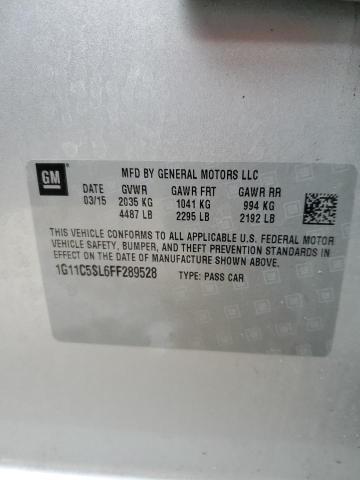 GM
MFD BY GENERAL MOTORS LLC
DATE GVWR GAWR FRT GAWR RR
03/15 2035 KG 1041 KG 994 KG
4487 LB 2295 LB 2192 LB
THIS VEHICLE CONFORMS TO ALL APPLICABLE U.S. FEDERAL MOTOR
VEHICLE SAFETY, BUMPER, AND THEFT PREVENTION STANDARDS IN
EFFECT ON THE DATE OF MANUFACTURE SHOWN ABOVE.
1G11C5SL6FF289528 TYPE: PASS CAR